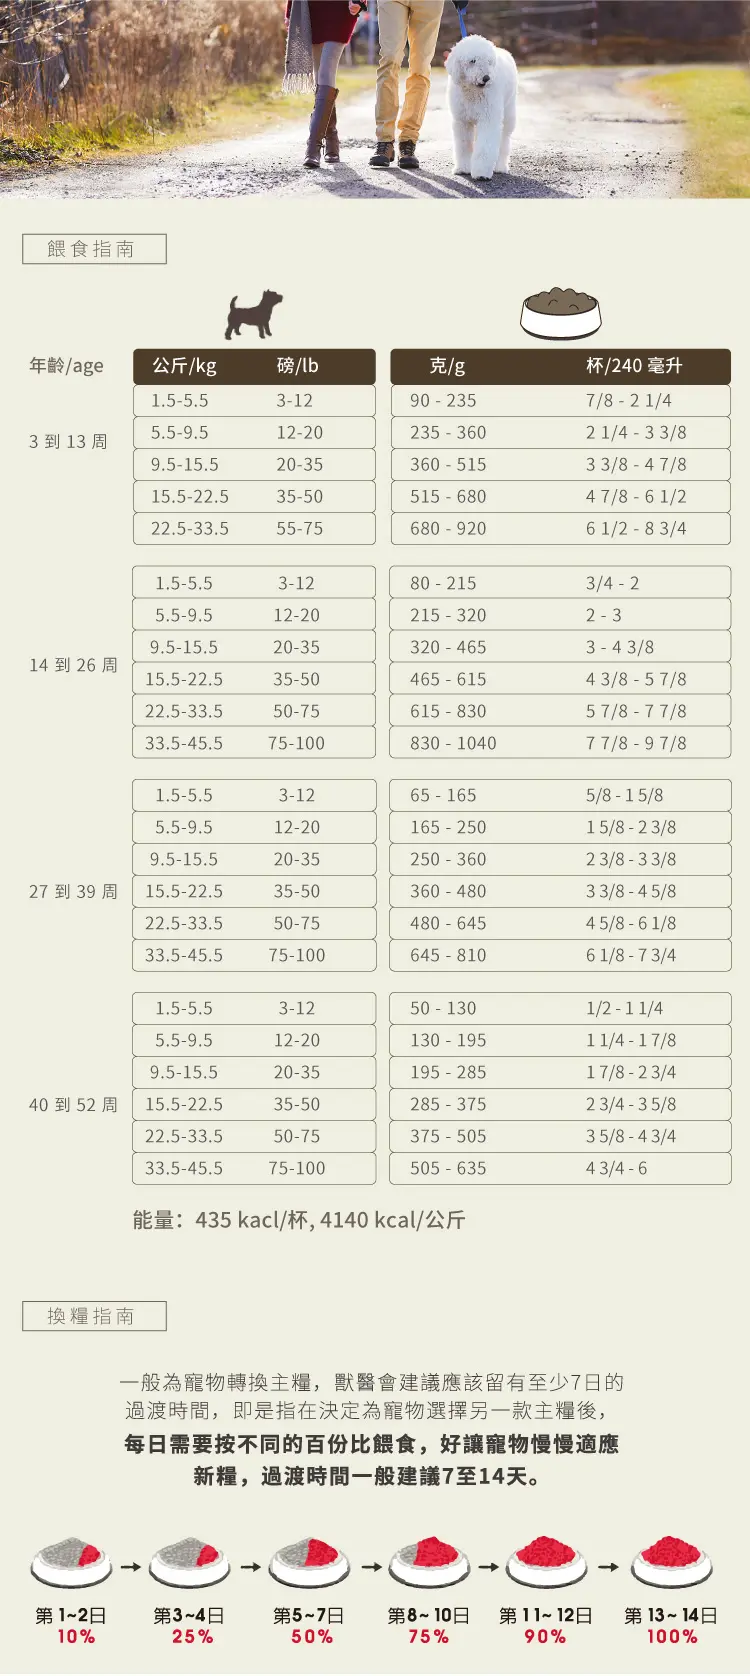 餵食指南
年齡/age 公斤/kg 磅/lb 克/g 杯/240 毫升
3 到 13 周
1.5-5.5 3-12 90 - 235 7/8 - 2 1/4
5.5-9.5 12-20 235 - 360 2 1/4 - 3 3/8
9.5-15.5 20-35 360 - 515 3 3/8 - 4 7/8
15.5-22.5 35-50 515 - 680 4 7/8 - 6 1/2
22.5-33.5 55-75 680 - 920 6 1/2 - 8 3/4
14 到 26 周
1.5-5.5 3-12 80 - 215 3/4 - 2
5.5-9.5 12-20 215 - 320 2 - 3
9.5-15.5 20-35 320 - 465 3 - 4 3/8
15.5-22.5 35-50 465 - 615 4 3/8 - 5 7/8
22.5-33.5 50-75 615 - 830 5 7/8 - 7 7/8
33.5-45.5 75-100 830 - 1040 7 7/8 - 9 7/8
27 到 39 周
1.5-5.5 3-12 65 - 165 5/8 - 1 5/8
5.5-9.5 12-20 165 - 250 1 5/8 - 2 3/8
9.5-15.5 20-35 250 - 360 2 3/8 - 3 3/8
15.5-22.5 35-50 360 - 480 3 3/8 - 4 5/8
22.5-33.5 50-75 480 - 645 4 5/8 - 6 1/8
33.5-45.5 75-100 645 - 810 6 1/8 - 7 3/4
40 到 52 周
1.5-5.5 3-12 50 - 130 1/2 - 1 1/4
5.5-9.5 12-20 130 - 195 1 1/4 - 1 7/8
9.5-15.5 20-35 195 - 285 1 7/8 - 2 3/4
15.5-22.5 35-50 285 - 375 2 3/4 - 3 5/8
22.5-33.5 50-75 375 - 505 3 5/8 - 4 3/4
33.5-45.5 75-100 505 - 635 4 3/4 - 6
能量：435 kacl/杯, 4140 kcal/公斤
換糧指南
一般為寵物轉換主糧，獸醫會建議應該留有至少7日的
過渡時間，即是指在決定為寵物選擇另一款主糧後，
每日需要按不同的百份比餵食，好讓寵物慢慢適應
新糧，過渡時間一般建議7至14天。
第 1~2日 第3~4日 第5~7日 第8~10日 第 11~12日 第 13~14日
10% 25% 50% 75% 90% 100%